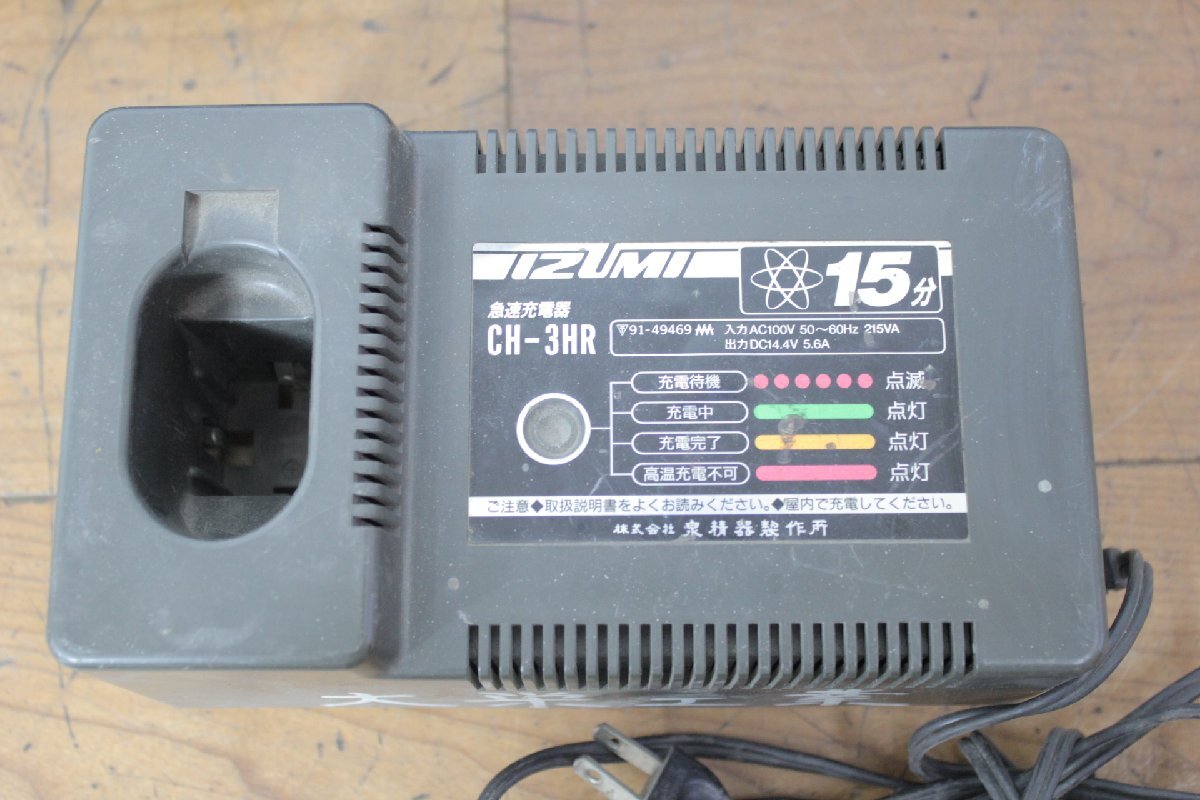 IZUMI
15分
急速充電器
CH-3HR
91-49469 入力AC100V 50〜60Hz 215VA
出力DC14.4V 5.6A
充電待機 点滅
充電中 点灯
充電完了 点灯
高温充電不可 点灯
ご注意◆取扱説明書をよくお読みください。◆屋内で充電してください。
株式会社 泉精器製作所